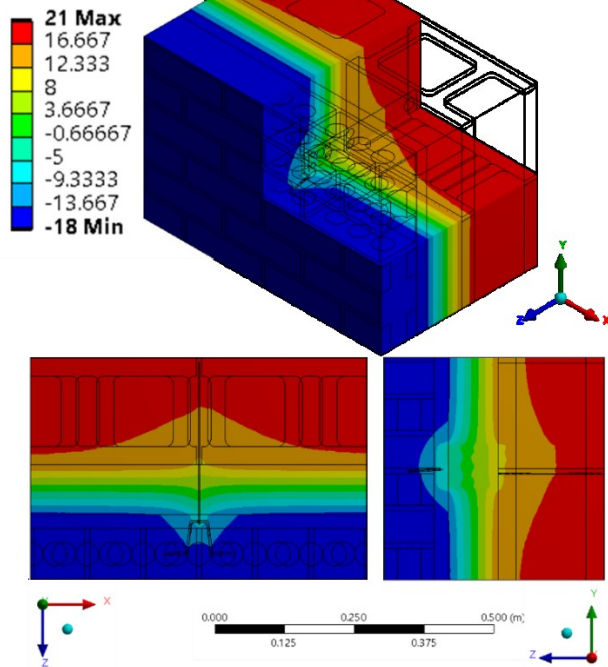 21 Max
16.667
12.333
8
3.6667
-0.66667
-5
-9.3333
-13.667
-18 Min
Y
Z
X
X
Z
0.000 0.250 0.500 (m)
0.125 0.375
Y
Z